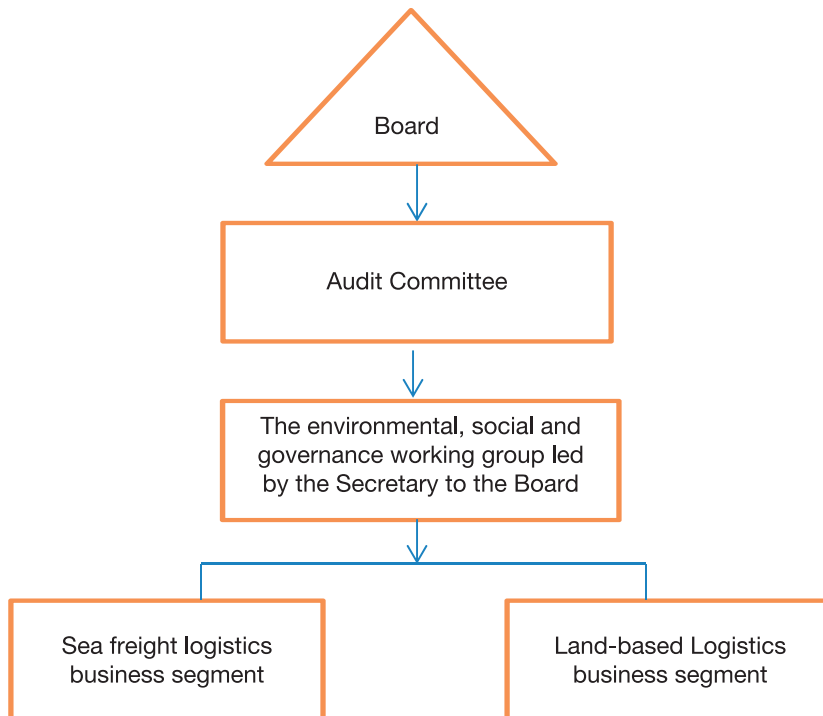 Board
Audit Committee
The environmental, social and
governance working group led
by the Secretary to the Board
Sea freight logistics
business segment
Land-based Logistics
business segment